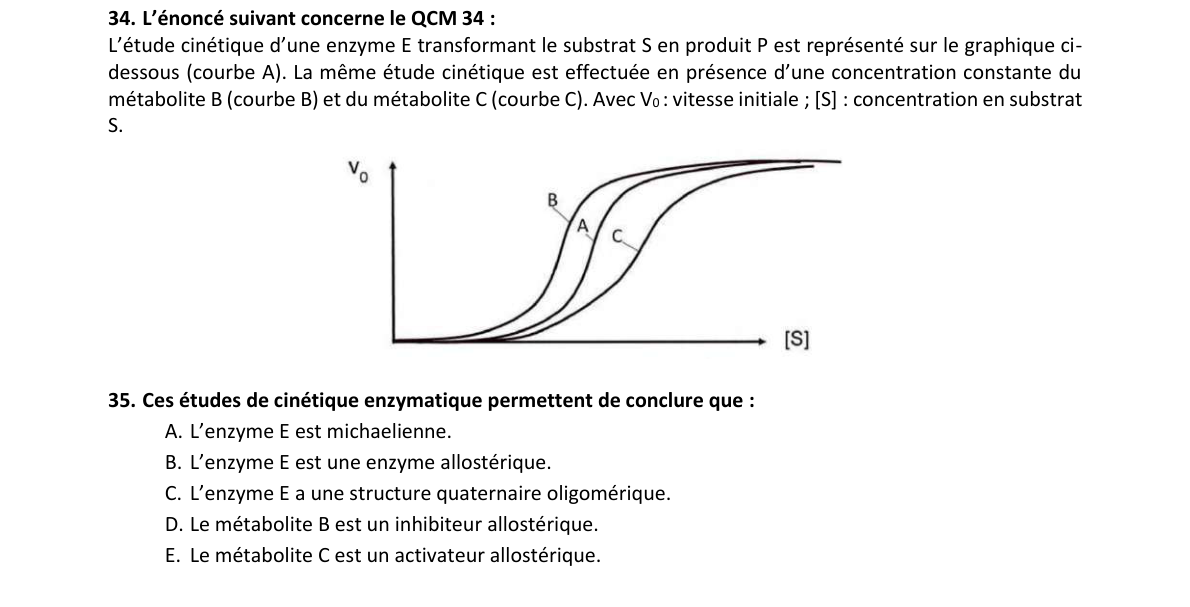 34. L’énoncé suivant concerne le QCM 34 :
L’étude cinétique d’une enzyme E transformant le substrat S en produit P est représenté sur le graphique ci-
dessous (courbe A). La même étude cinétique est effectuée en présence d’une concentration constante du
métabolite B (courbe B) et du métabolite C (courbe C). Avec V₀ : vitesse initiale ; [S] : concentration en substrat
S.
V₀
B
A
C
[S]
35. Ces études de cinétique enzymatique permettent de conclure que :
A. L’enzyme E est michaelienne.
B. L’enzyme E est une enzyme allostérique.
C. L’enzyme E a une structure quaternaire oligomérique.
D. Le métabolite B est un inhibiteur allostérique.
E. Le métabolite C est un activateur allostérique.